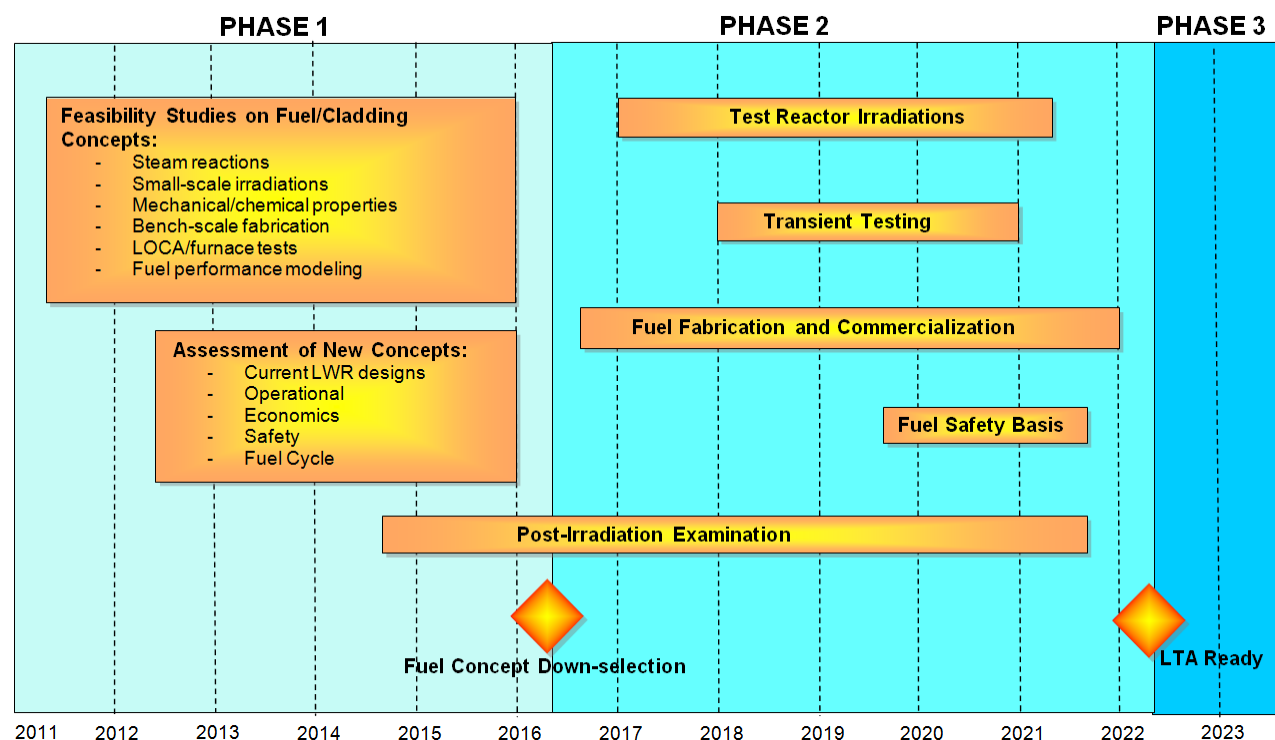 PHASE 1
PHASE 2
PHASE 3
Feasibility Studies on Fuel/Cladding
Concepts:
- Steam reactions
- Small-scale irradiations
- Mechanical/chemical properties
- Bench-scale fabrication
- LOCA/furnace tests
- Fuel performance modeling
Assessment of New Concepts:
- Current LWR designs
- Operational
- Economics
- Safety
- Fuel Cycle
Test Reactor Irradiations
Transient Testing
Fuel Fabrication and Commercialization
Fuel Safety Basis
Post-Irradiation Examination
Fuel Concept Down-selection
LTA Ready
2011 2012 2013 2014 2015 2016 2017 2018 2019 2020 2021 2022 2023